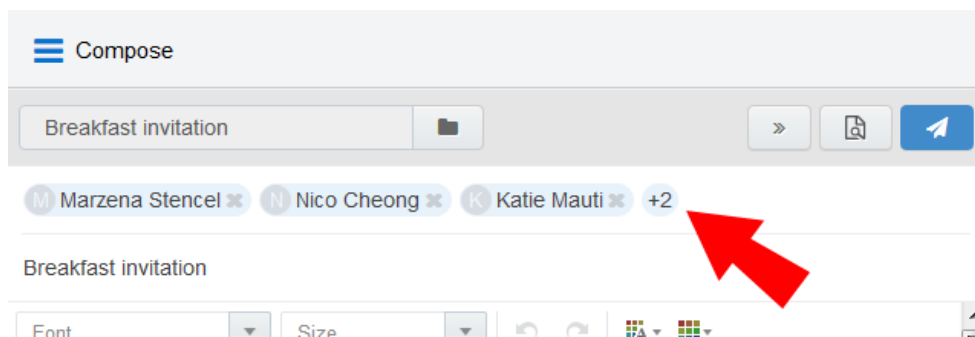 Compose
Breakfast invitation
M Marzena Stencel N Nico Cheong K Katie Mauti +2
Breakfast invitation
Font Size A